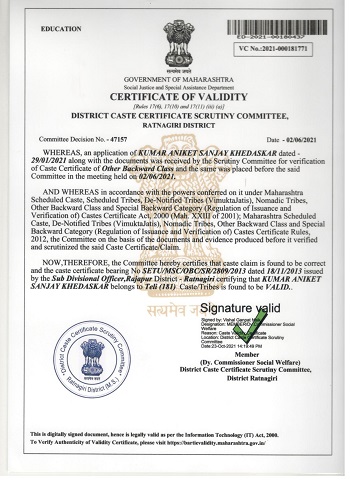 EDUCATION
ED-2021-00180437
VC No.:2021-000181771
सत्यमेव जयते
GOVERNMENT OF MAHARASHTRA
Social Justice and Special Assistance Department
CERTIFICATE OF VALIDITY
[Rules 17(6), 17(10) and 17(11) (iii) (a)]
DISTRICT CASTE CERTIFICATE SCRUTINY COMMITTEE,
RATNAGIRI DISTRICT
Committee Decision No. - 47157
Date - 02/06/2021
WHEREAS, an application of KUMAR ANIKET SANJAY KHEDASKAR dated -
29/01/2021 along with the documents was received by the Scrutiny Committee for verification
of Caste Certificate of Other Backward Class and the same was placed before the said
Committee in the meeting held on 02/06/2021.
AND WHEREAS in accordance with the powers conferred on it under Maharashtra
Scheduled Caste, Scheduled Tribes, De-Notified Tribes (VimuktaJatis), Nomadic Tribes,
Other Backward Class and Special Backward Category (Regulation of Issuance and
Verification of) Castes Certificate Act, 2000 (Mah. XXIII of 2001); Maharashtra Scheduled
Caste, De-Notified Tribes (VimuktaJatis), Nomadic Tribes, Other Backward Class and Special
Backward Category (Regulation of Issuance and Verification of) Caste Certificate Rules,
2012, the Committee on the basis of the documents and evidence produced before it verified
and scrutinized the said Caste Certificate/Claim.
NOW,THEREFORE, the Committee hereby certifies that caste claim is found to be correct
and the caste certificate bearing No SETU/MSC/OBC/SR/2809/2013 dated 18/11/2013 issued
by the Sub Divisional Officer,Rajapur District - Ratnagiri certifying that KUMAR ANIKET
SANJAY KHEDASKAR belongs to Teli (183) Caste/Tribes is found to be VALID..
सत्यमेव जयते
Signature valid
Signed by: Vishal Ganpat
Designation: MEMBER/DY.Commissioner Social
Welfare
Reason: Caste
Location: District Caste Certificate Scrutiny
Committee
Date:23-Oct-2021 14:19:49 PM
Member
(Dy. Commissioner Social Welfare)
District Caste Certificate Scrutiny Committee,
District Ratnagiri
District Caste Certificate Scrutiny Committee
Ratnagiri District (M.S.)
This is digitally signed document, hence is legally valid as per the Information Technology (IT) Act, 2000.
To Verify Authenticity of Validity Certificate, please visit https://bartievalidity.maharashtra.gov.in/